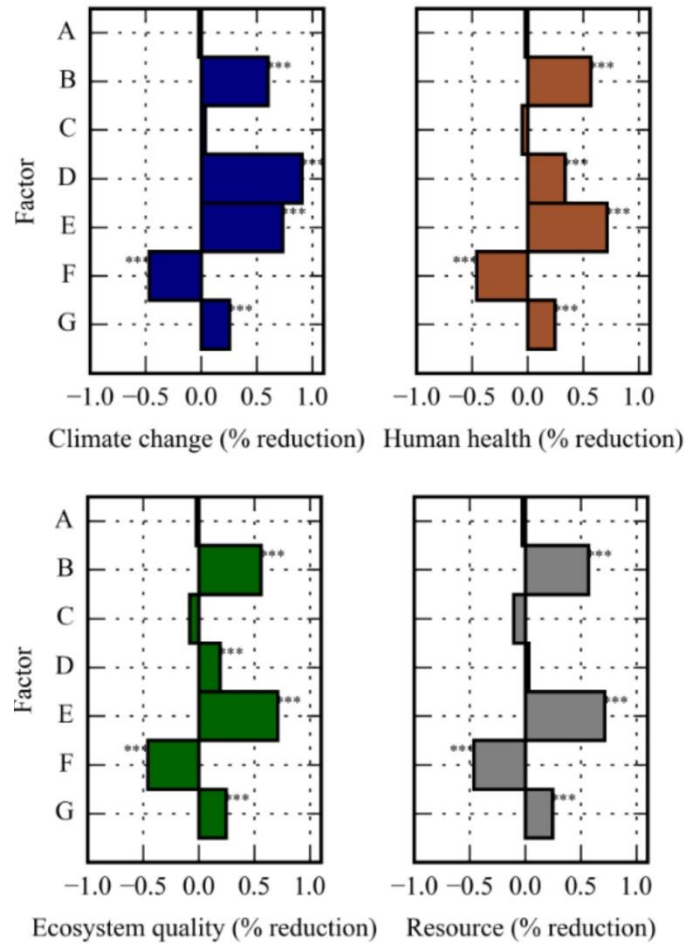 A
B
***
C
D
***
E
***
F
***
G
***
Factor
−1.0 −0.5 0.0 0.5 1.0
Climate change (% reduction)
***
***
***
***
***
−1.0 −0.5 0.0 0.5 1.0
Human health (% reduction)
A
B
***
C
D
***
E
***
F
***
G
***
Factor
−1.0 −0.5 0.0 0.5 1.0
Ecosystem quality (% reduction)
***
***
***
***
−1.0 −0.5 0.0 0.5 1.0
Resource (% reduction)